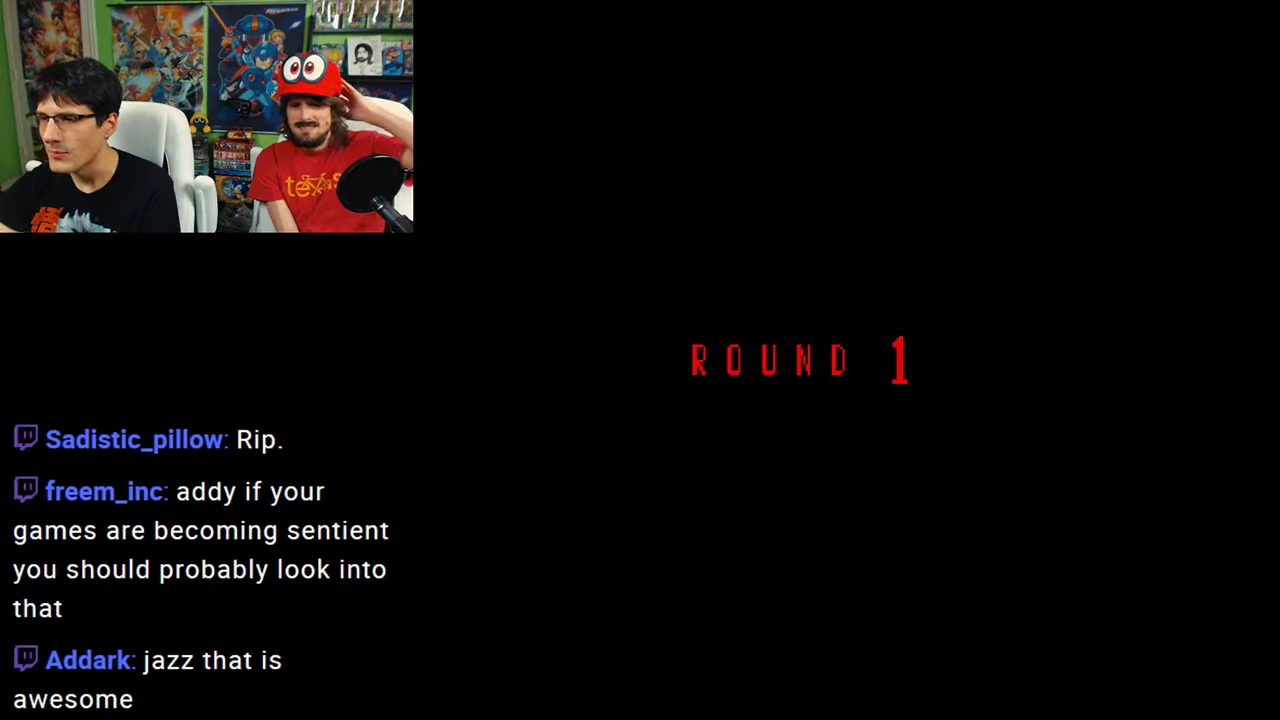 texas
ROUND 1
Sadistic_pillow: Rip.
freem_inc: addy if your
games are becoming sentient
you should probably look into
that
Addark: jazz that is
awesome